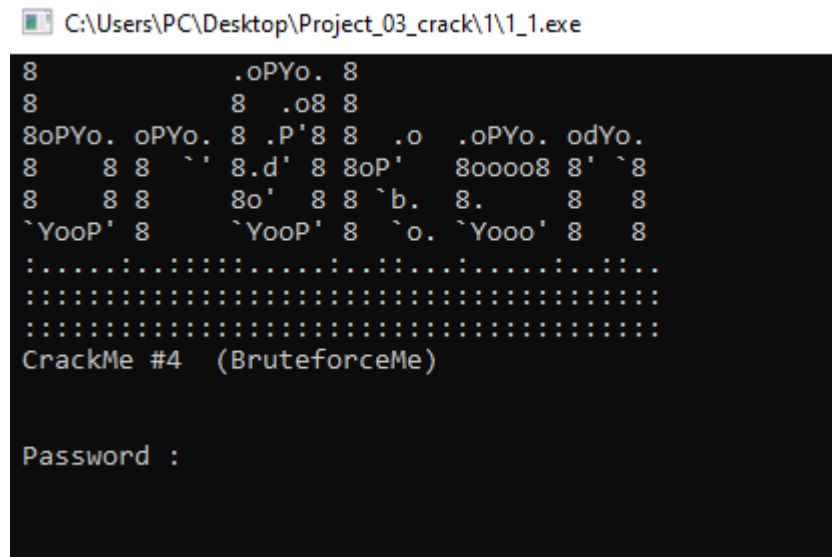 C:\Users\PC\Desktop\Project_03_crack\1\1_1.exe
8             .oPYo. 8
8             8  .o8 8
8oPYo. oPYo. 8 .P'8 8  .o  .oPYo. odYo.
8    8 8  `' 8.d' 8 8oP'   8oooo8 8' `8
8    8 8     8o'  8 8 `b.  8.     8   8
`YooP' 8     `YooP' 8  `o. `Yooo' 8   8
:.....:..:::::.....:..::...:.....:..::..
::::::::::::::::::::::::::::::::::::::::
::::::::::::::::::::::::::::::::::::::::
CrackMe #4  (BruteforceMe)
Password :